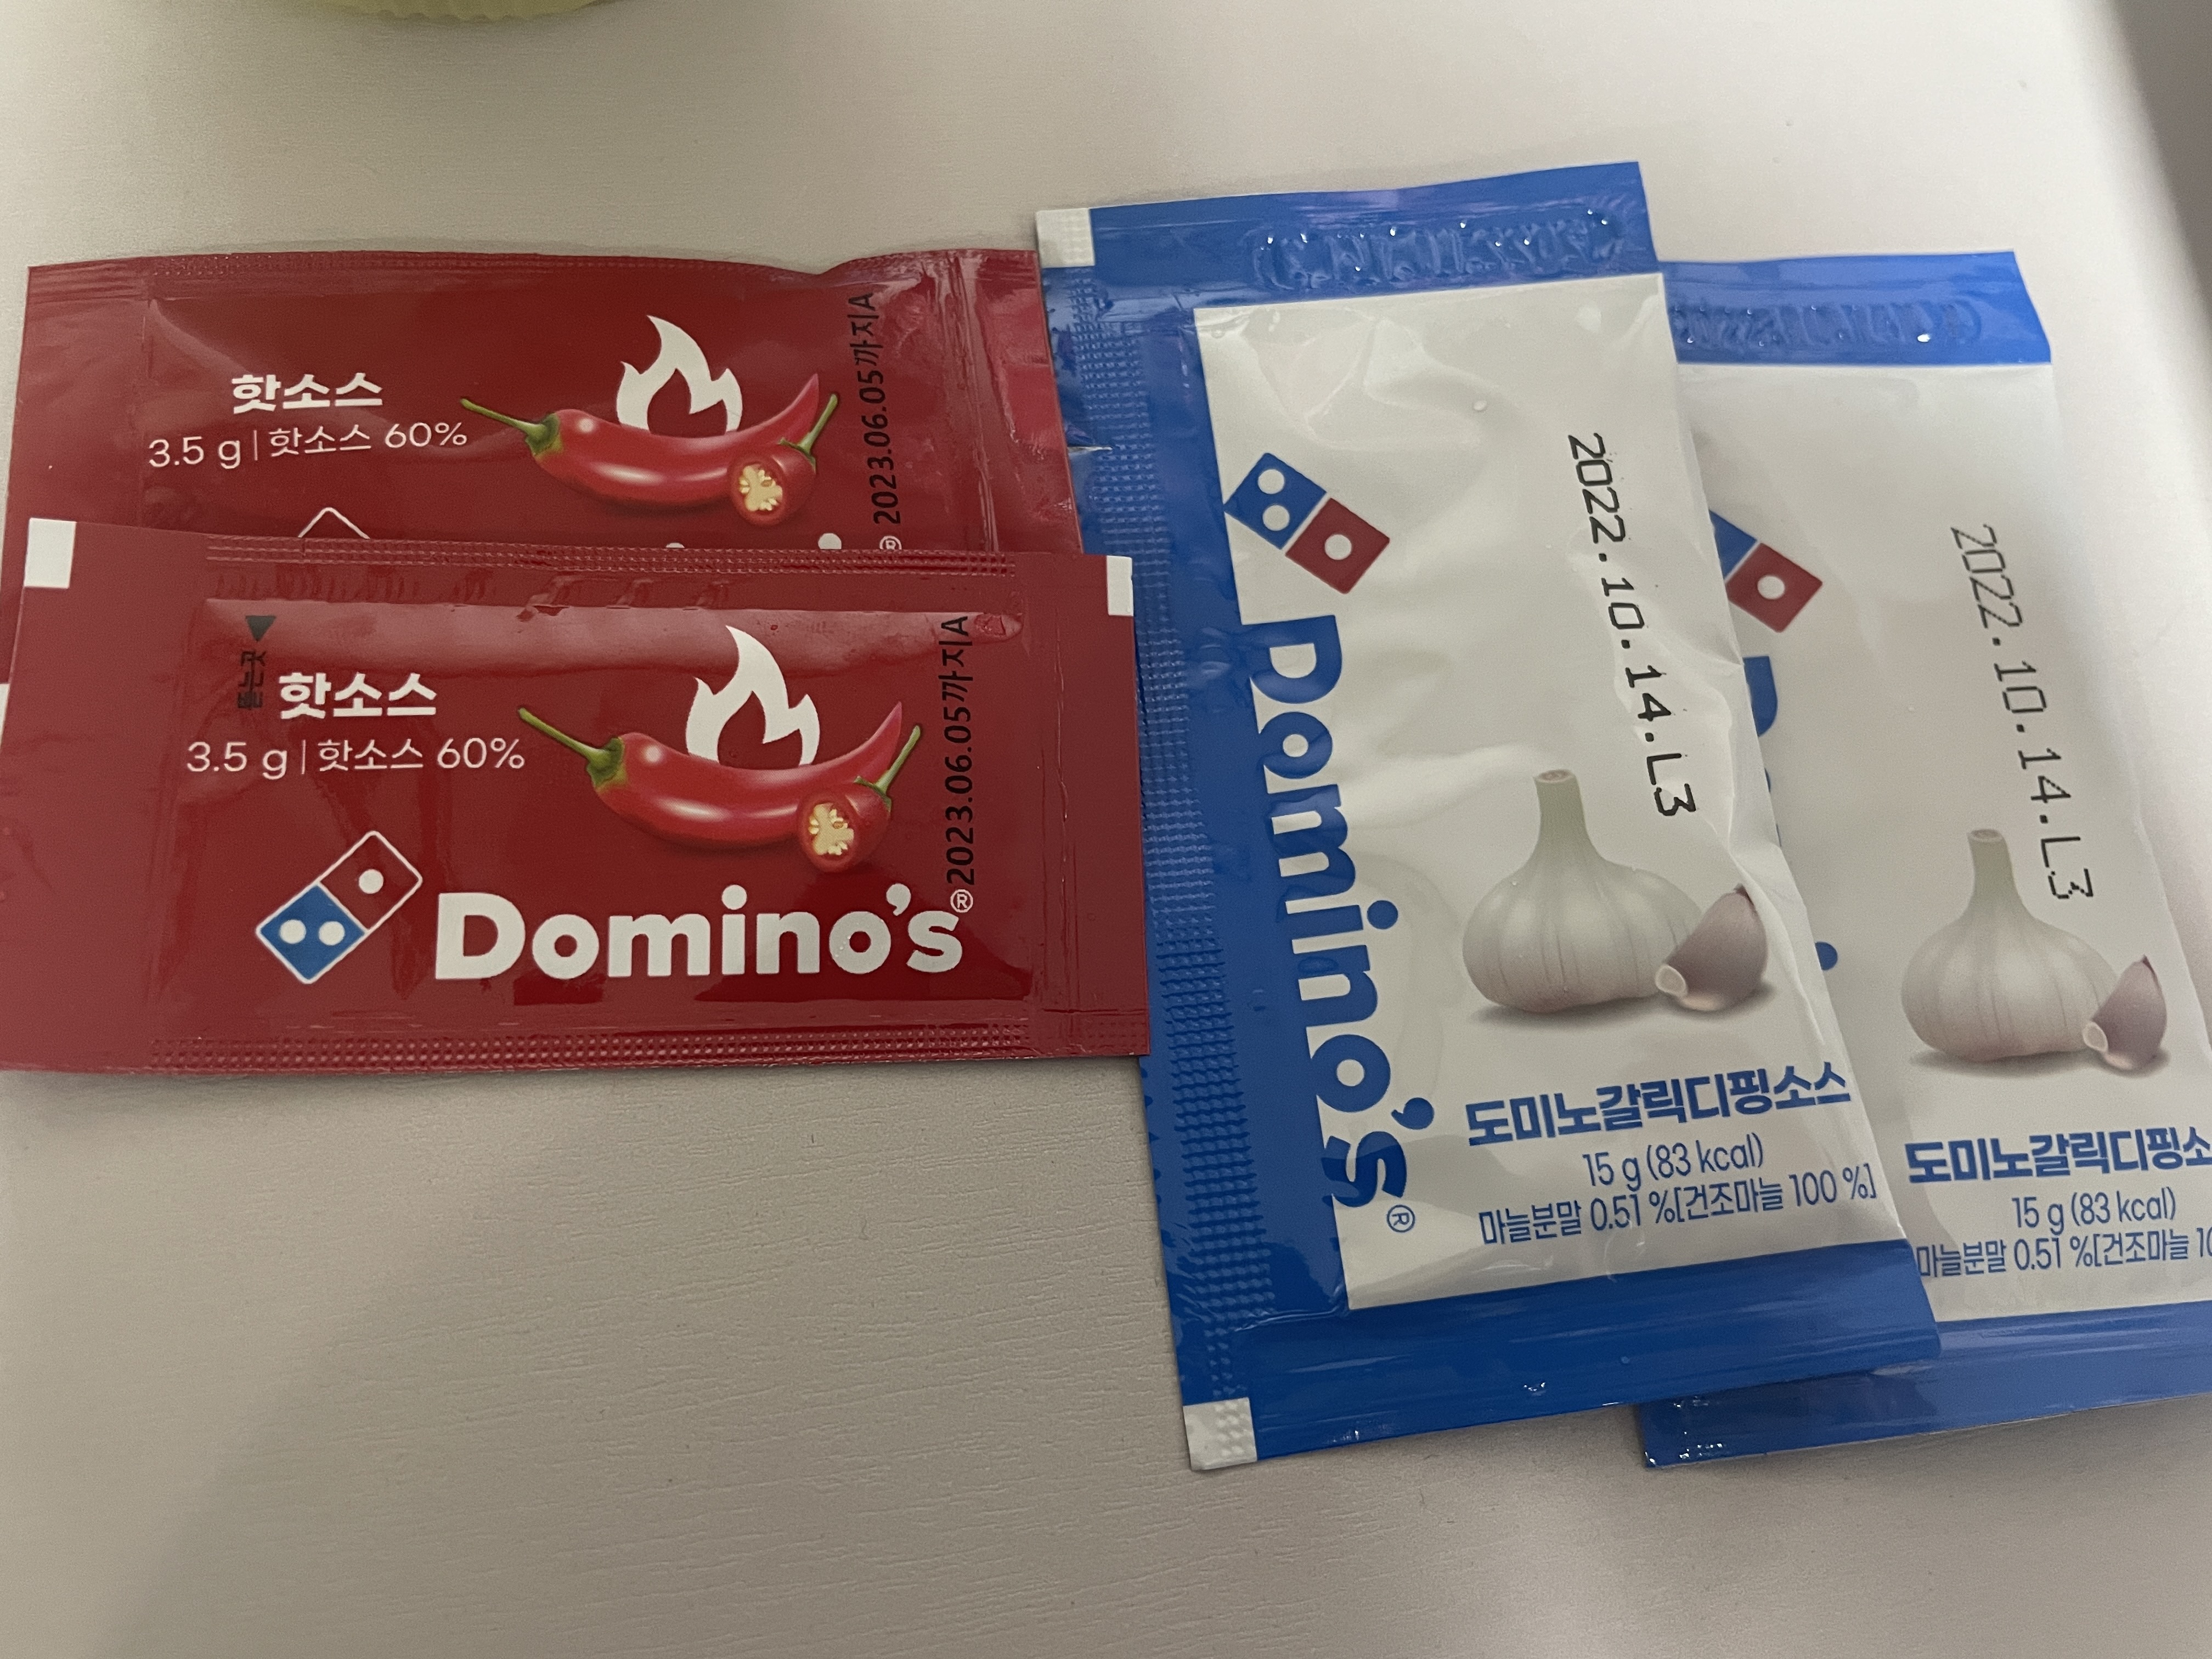 핫소스
3.5 g | 핫소스 60%
2023.06.05까지A
®
뜯는곳
핫소스
3.5 g | 핫소스 60%
2023.06.05까지A
Domino's®
2022.10.14.L3
Domino's®
도미노갈릭디핑소스
15 g (83 kcal)
마늘분말 0.51 %[건조마늘 100 %]
2022.10.14.L3
도미노갈릭디핑소
15 g (83 kcal)
마늘분말 0.51 %[건조마늘 10